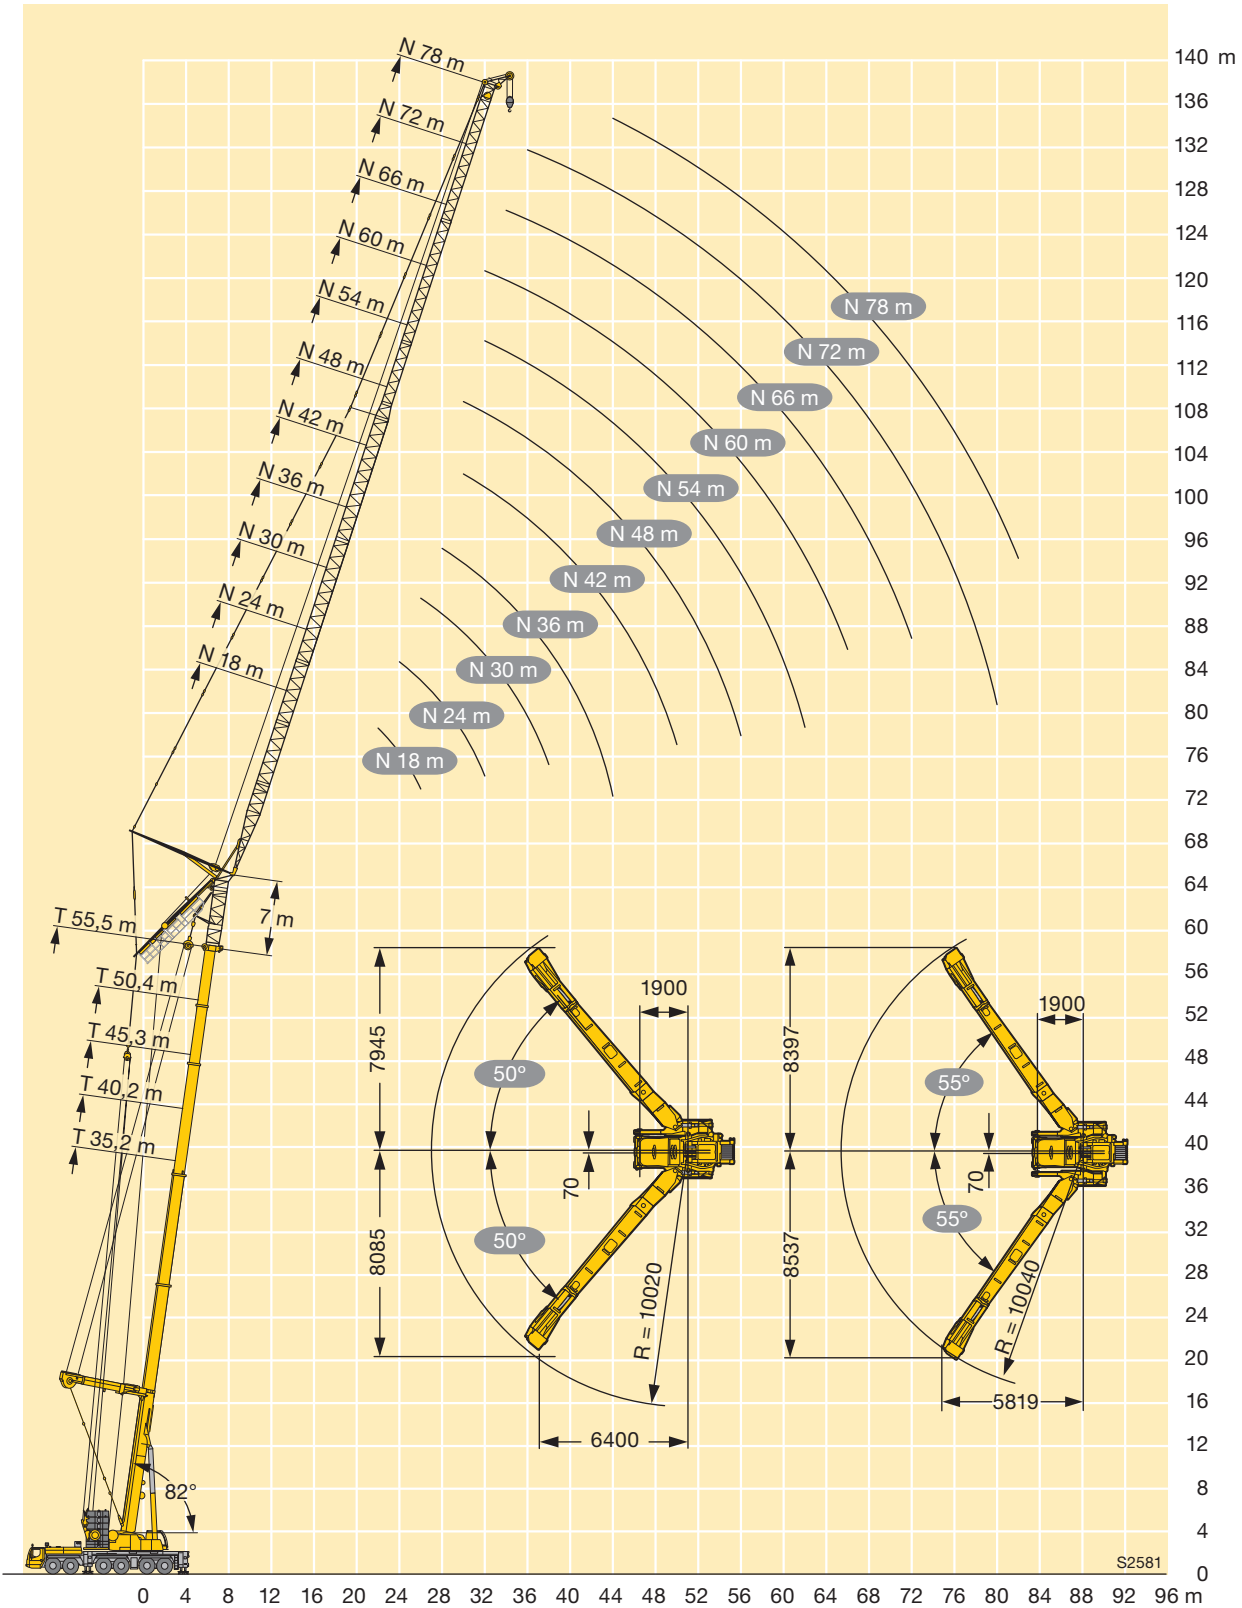 N 78 m
N 72 m
N 66 m
N 60 m
N 54 m
N 48 m
N 42 m
N 36 m
N 30 m
N 24 m
N 18 m
T 55,5 m
T 50,4 m
T 45,3 m
T 40,2 m
T 35,2 m
7 m
82°
N 78 m
N 72 m
N 66 m
N 60 m
N 54 m
N 48 m
N 42 m
N 36 m
N 30 m
N 24 m
N 18 m
7945
8085
50°
50°
1900
70
R = 10020
6400
8397
8537
55°
55°
1900
70
R = 10040
5819
140 m
136
132
128
124
120
116
112
108
104
100
96
92
88
84
80
76
72
68
64
60
56
52
48
44
40
36
32
28
24
20
16
12
8
4
0
S2581
0 4 8 12 16 20 24 28 32 36 40 44 48 52 56 60 64 68 72 76 80 84 88 92 96 m